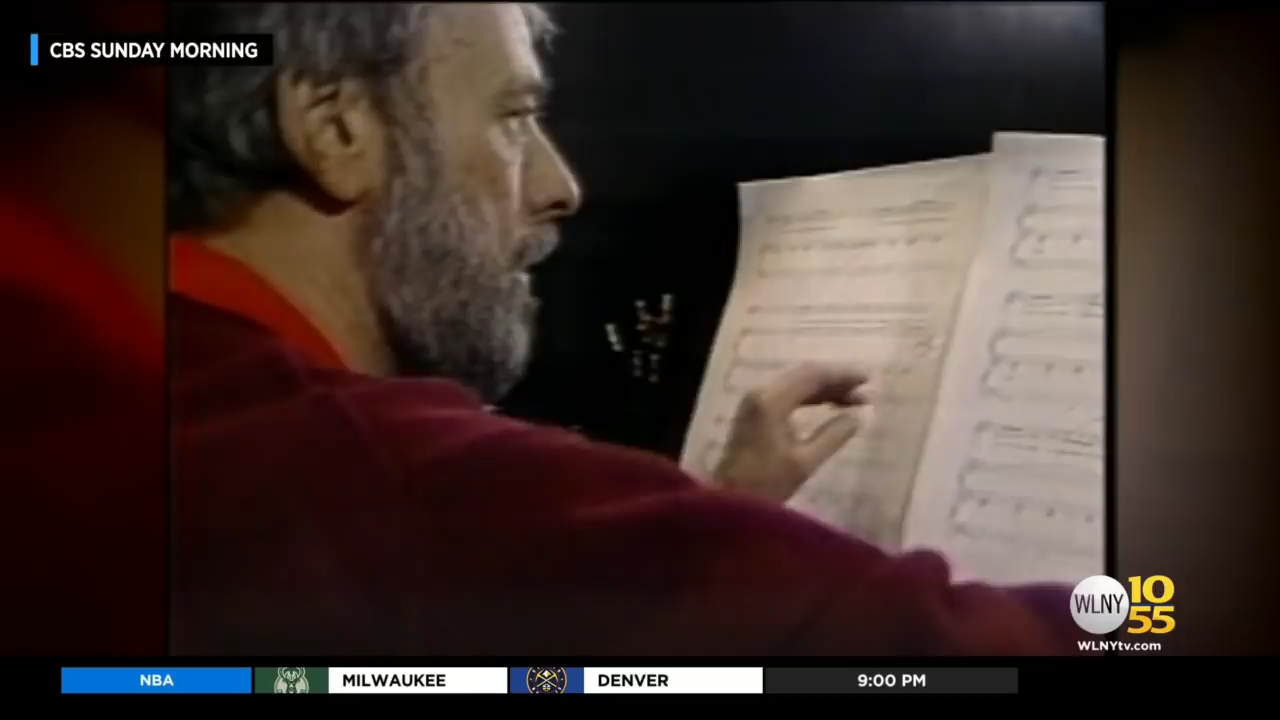 CBS SUNDAY MORNING
WLNY 10
55
WLNYtv.com
NBA MILWAUKEE DENVER 9:00 PM